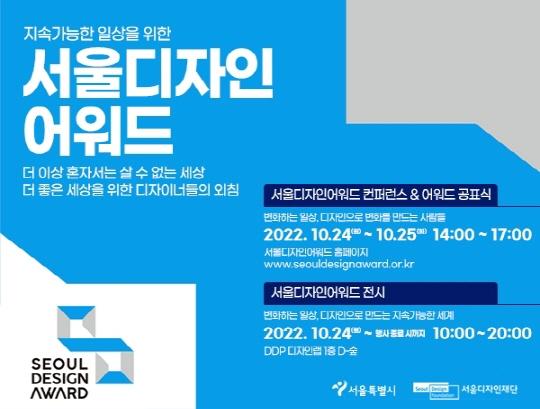 지속가능한 일상을 위한
서울디자인
어워드
더 이상 혼자서는 살 수 없는 세상
더 좋은 세상을 위한 디자이너들의 외침
서울디자인어워드 컨퍼런스 & 어워드 공표식
변화하는 일상, 디자인으로 변화를 만드는 사람들
2022. 10.24(월) ~ 10.25(화) 14:00 ~ 17:00
서울디자인어워드 홈페이지
www.seouldesignaward.or.kr
서울디자인어워드 전시
변화하는 일상, 디자인으로 만드는 지속가능한 세계
2022. 10.24(월) ~ 행사 종료 시까지 10:00 ~ 20:00
DDP 디자인랩 1층 D-숲
SEOUL
DESIGN
AWARD
서울특별시
Seoul Design Foundation
서울디자인재단